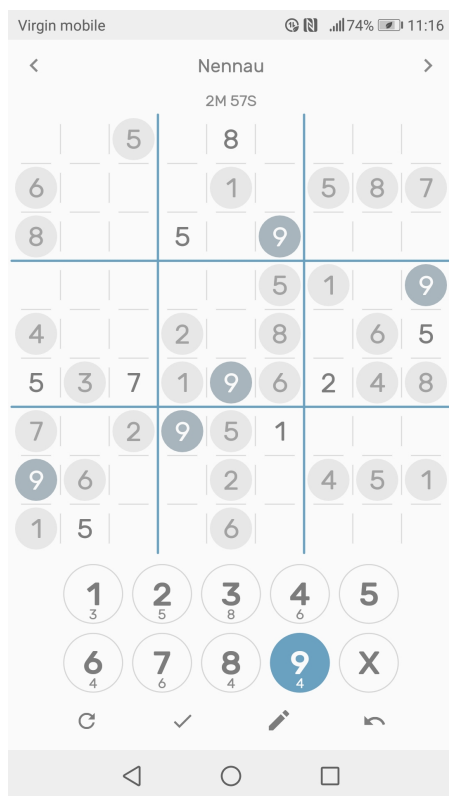 Virgin mobile 74% 11:16
Nennau
2M 57S
5 8
6 1 5 8 7
8 5 9
5 1 9
4 2 8 6 5
5 3 7 1 9 6 2 4 8
7 2 9 5 1
9 6 2 4 5 1
1 5 6
1 2 3 4 5
3 5 8 6
6 7 8 9 X
4 6 4 4